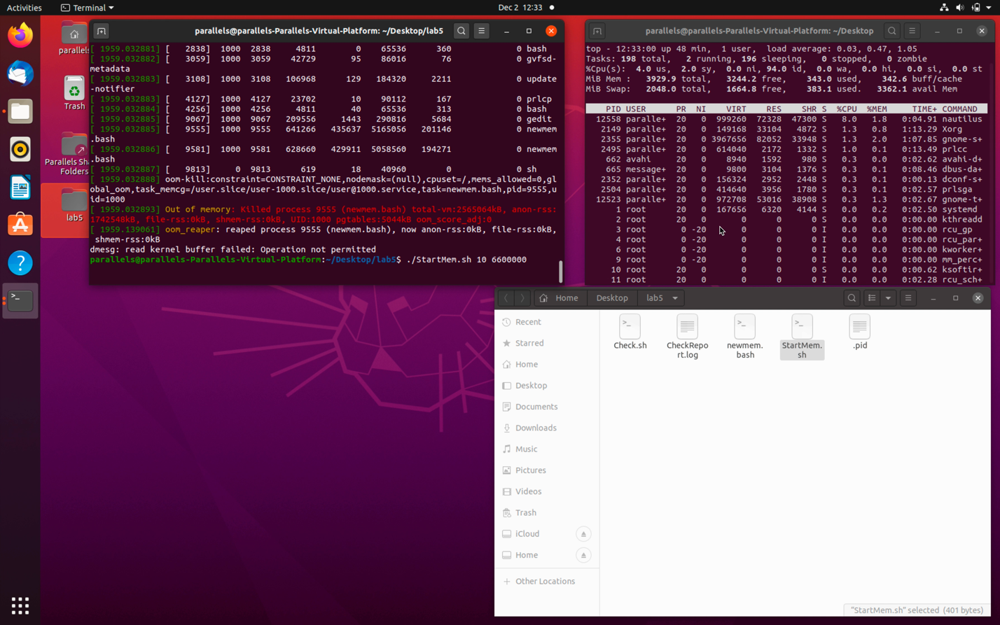 Activities
Terminal
Dec 2 12:33
parallels
Trash
Parallels Sha
Folders
lab5
parallels@parallels-Parallels-Virtual-Platform: ~/Desktop/lab5
[ 1959.032881] [ 2838] 1000 2838 4811 0 65536 360 0 bash
[ 1959.032882] [ 3059] 1000 3059 42729 95 86016 76 0 gvfsd-
metadata
[ 1959.032883] [ 3108] 1000 3108 106968 129 184320 2047 0 update
-notifier
[ 1959.032883] [ 4127] 1000 4127 23702 10 90112 167 0 prlcp
[ 1959.032884] [ 4256] 1000 4256 4811 40 65536 313 0 bash
[ 1959.032885] [ 9067] 1000 9067 209556 1443 290816 5684 0 gedit
[ 1959.032885] [ 9555] 1000 9555 641266 435637 5165056 201146 0 newmem
.bash
[ 1959.032886] [ 9581] 1000 9581 628660 429911 5058560 194271 0 newmem
.bash
[ 1959.032887] [ 9813] 0 9813 619 18 40960 0 0 sh
[ 1959.032888] oom-kill:constraint=CONSTRAINT_NONE,nodemask=(null),cpuset=/,mems_allowed=0,gl
obal_oom,task_memcg=/user.slice/user-1000.slice/user@1000.service,task=newmem.bash,pid=9555,u
id=1000
[ 1959.032893] Out of memory: Killed process 9555 (newmem.bash) total-vm:2565064kB, anon-rss:
1742548kB, file-rss:0kB, shmem-rss:0kB, UID:1000 pgtables:5044kB oom_score_adj:0
[ 1959.139061] oom_reaper: reaped process 9555 (newmem.bash), now anon-rss:0kB, file-rss:0kB,
shmem-rss:0kB
dmesg: read kernel buffer failed: Operation not permitted
parallels@parallels-Parallels-Virtual-Platform:~/Desktop/lab5$ ./StartMem.sh 10 6600000
parallels@parallels-Parallels-Virtual-Platform: ~/Desktop
top - 12:33:00 up 48 min, 1 user, load average: 0.03, 0.47, 1.05
Tasks: 198 total, 2 running, 196 sleeping, 0 stopped, 0 zombie
%Cpu(s): 4.0 us, 2.0 sy, 0.0 ni, 94.0 id, 0.0 wa, 0.0 hi, 0.0 si, 0.0 st
MiB Mem : 3929.9 total, 3244.2 free, 343.0 used, 342.6 buff/cache
MiB Swap: 2048.0 total, 1664.8 free, 383.1 used. 3362.1 avail Mem
PID USER PR NI VIRT RES SHR S %CPU %MEM TIME+ COMMAND
12558 paralle+ 20 0 999260 72328 47300 S 8.0 1.8 0:04.91 nautilus
2149 paralle+ 20 0 149168 33104 4872 S 1.3 0.8 1:13.29 Xorg
2355 paralle+ 20 0 3967656 82052 33948 S 1.3 2.0 1:07.85 gnome-s+
2495 paralle+ 20 0 614040 2172 1332 S 1.0 0.1 0:13.49 prlcc
662 avahi 20 0 8940 1592 980 S 0.3 0.0 0:02.62 avahi-d+
665 message+ 20 0 9800 3104 1376 S 0.3 0.1 0:08.46 dbus-da+
2352 paralle+ 20 0 156324 2952 2448 S 0.3 0.1 0:00.13 dconf-s+
2504 paralle+ 20 0 414640 3956 1780 S 0.3 0.1 0:02.57 prlsga
12523 paralle+ 20 0 972708 53016 38908 S 0.3 1.3 0:02.67 gnome-t+
1 root 20 0 167656 6320 4144 S 0.0 0.2 0:02.50 systemd
2 root 20 0 0 0 0 S 0.0 0.0 0:00.00 kthreadd
3 root 0 -20 0 0 0 I 0.0 0.0 0:00.00 rcu_gp
4 root 0 -20 0 0 0 I 0.0 0.0 0:00.00 rcu_par+
6 root 0 -20 0 0 0 I 0.0 0.0 0:00.00 kworker+
9 root 0 -20 0 0 0 I 0.0 0.0 0:00.00 mm_perc+
10 root 20 0 0 0 0 S 0.0 0.0 0:00.62 ksoftir+
11 root 20 0 0 0 0 I 0.0 0.0 0:02.28 rcu_sch+
Home Desktop lab5
Recent
Starred
Home
Desktop
Documents
Downloads
Music
Pictures
Videos
Trash
iCloud
Home
Other Locations
Check.sh
CheckRepo
rt.log
newmem.
bash
StartMem.
sh
.pid
"StartMem.sh" selected (401 bytes)